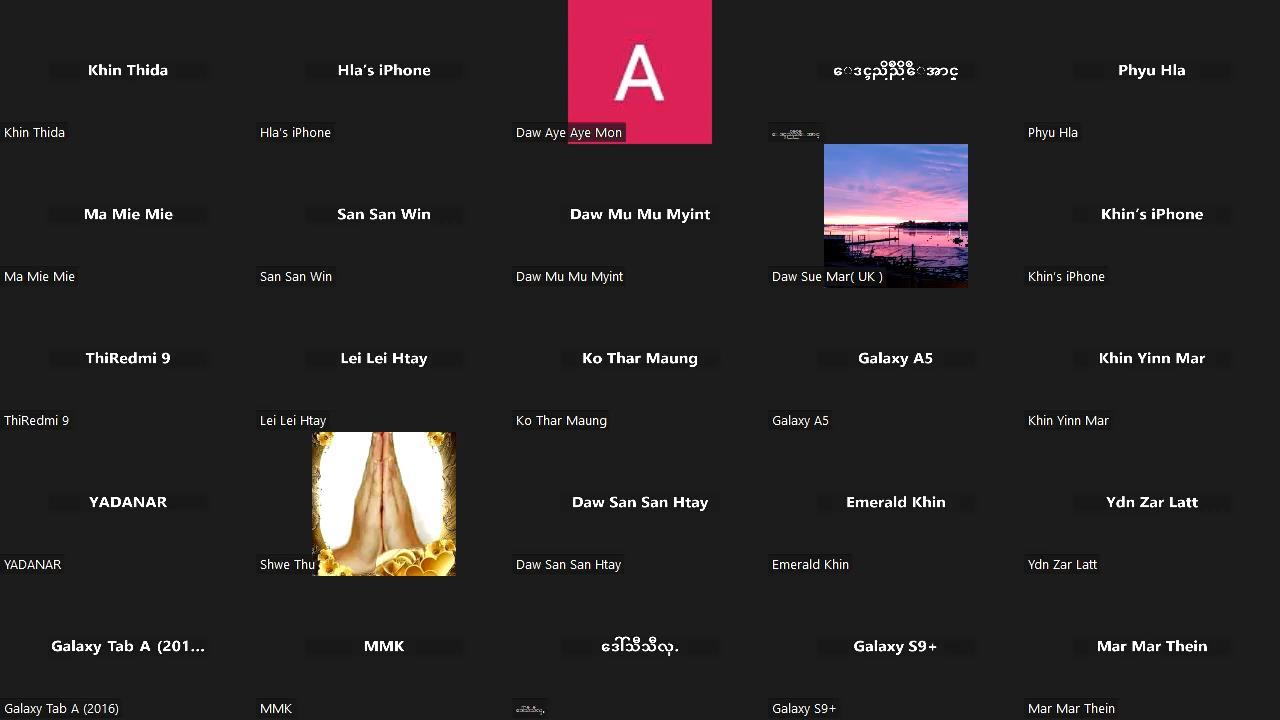 Khin Thida
Hla's iPhone
A
ေဒၚညိုညိုေအာင္
Phyu Hla
Khin Thida
Hla's iPhone
Daw Aye Aye Mon
Phyu Hla
Ma Mie Mie
San San Win
Daw Mu Mu Myint
Khin's iPhone
Ma Mie Mie
San San Win
Daw Mu Mu Myint
Daw Sue Mar( UK )
Khin's iPhone
ThiRedmi 9
Lei Lei Htay
Ko Thar Maung
Galaxy A5
Khin Yinn Mar
ThiRedmi 9
Lei Lei Htay
Ko Thar Maung
Galaxy A5
Khin Yinn Mar
YADANAR
Daw San San Htay
Emerald Khin
Ydn Zar Latt
YADANAR
Shwe Thu
Daw San San Htay
Emerald Khin
Ydn Zar Latt
Galaxy Tab A (201...
MMK
ဒေါ်သီသီလု.
Galaxy S9+
Mar Mar Thein
Galaxy Tab A (2016)
MMK
Galaxy S9+
Mar Mar Thein